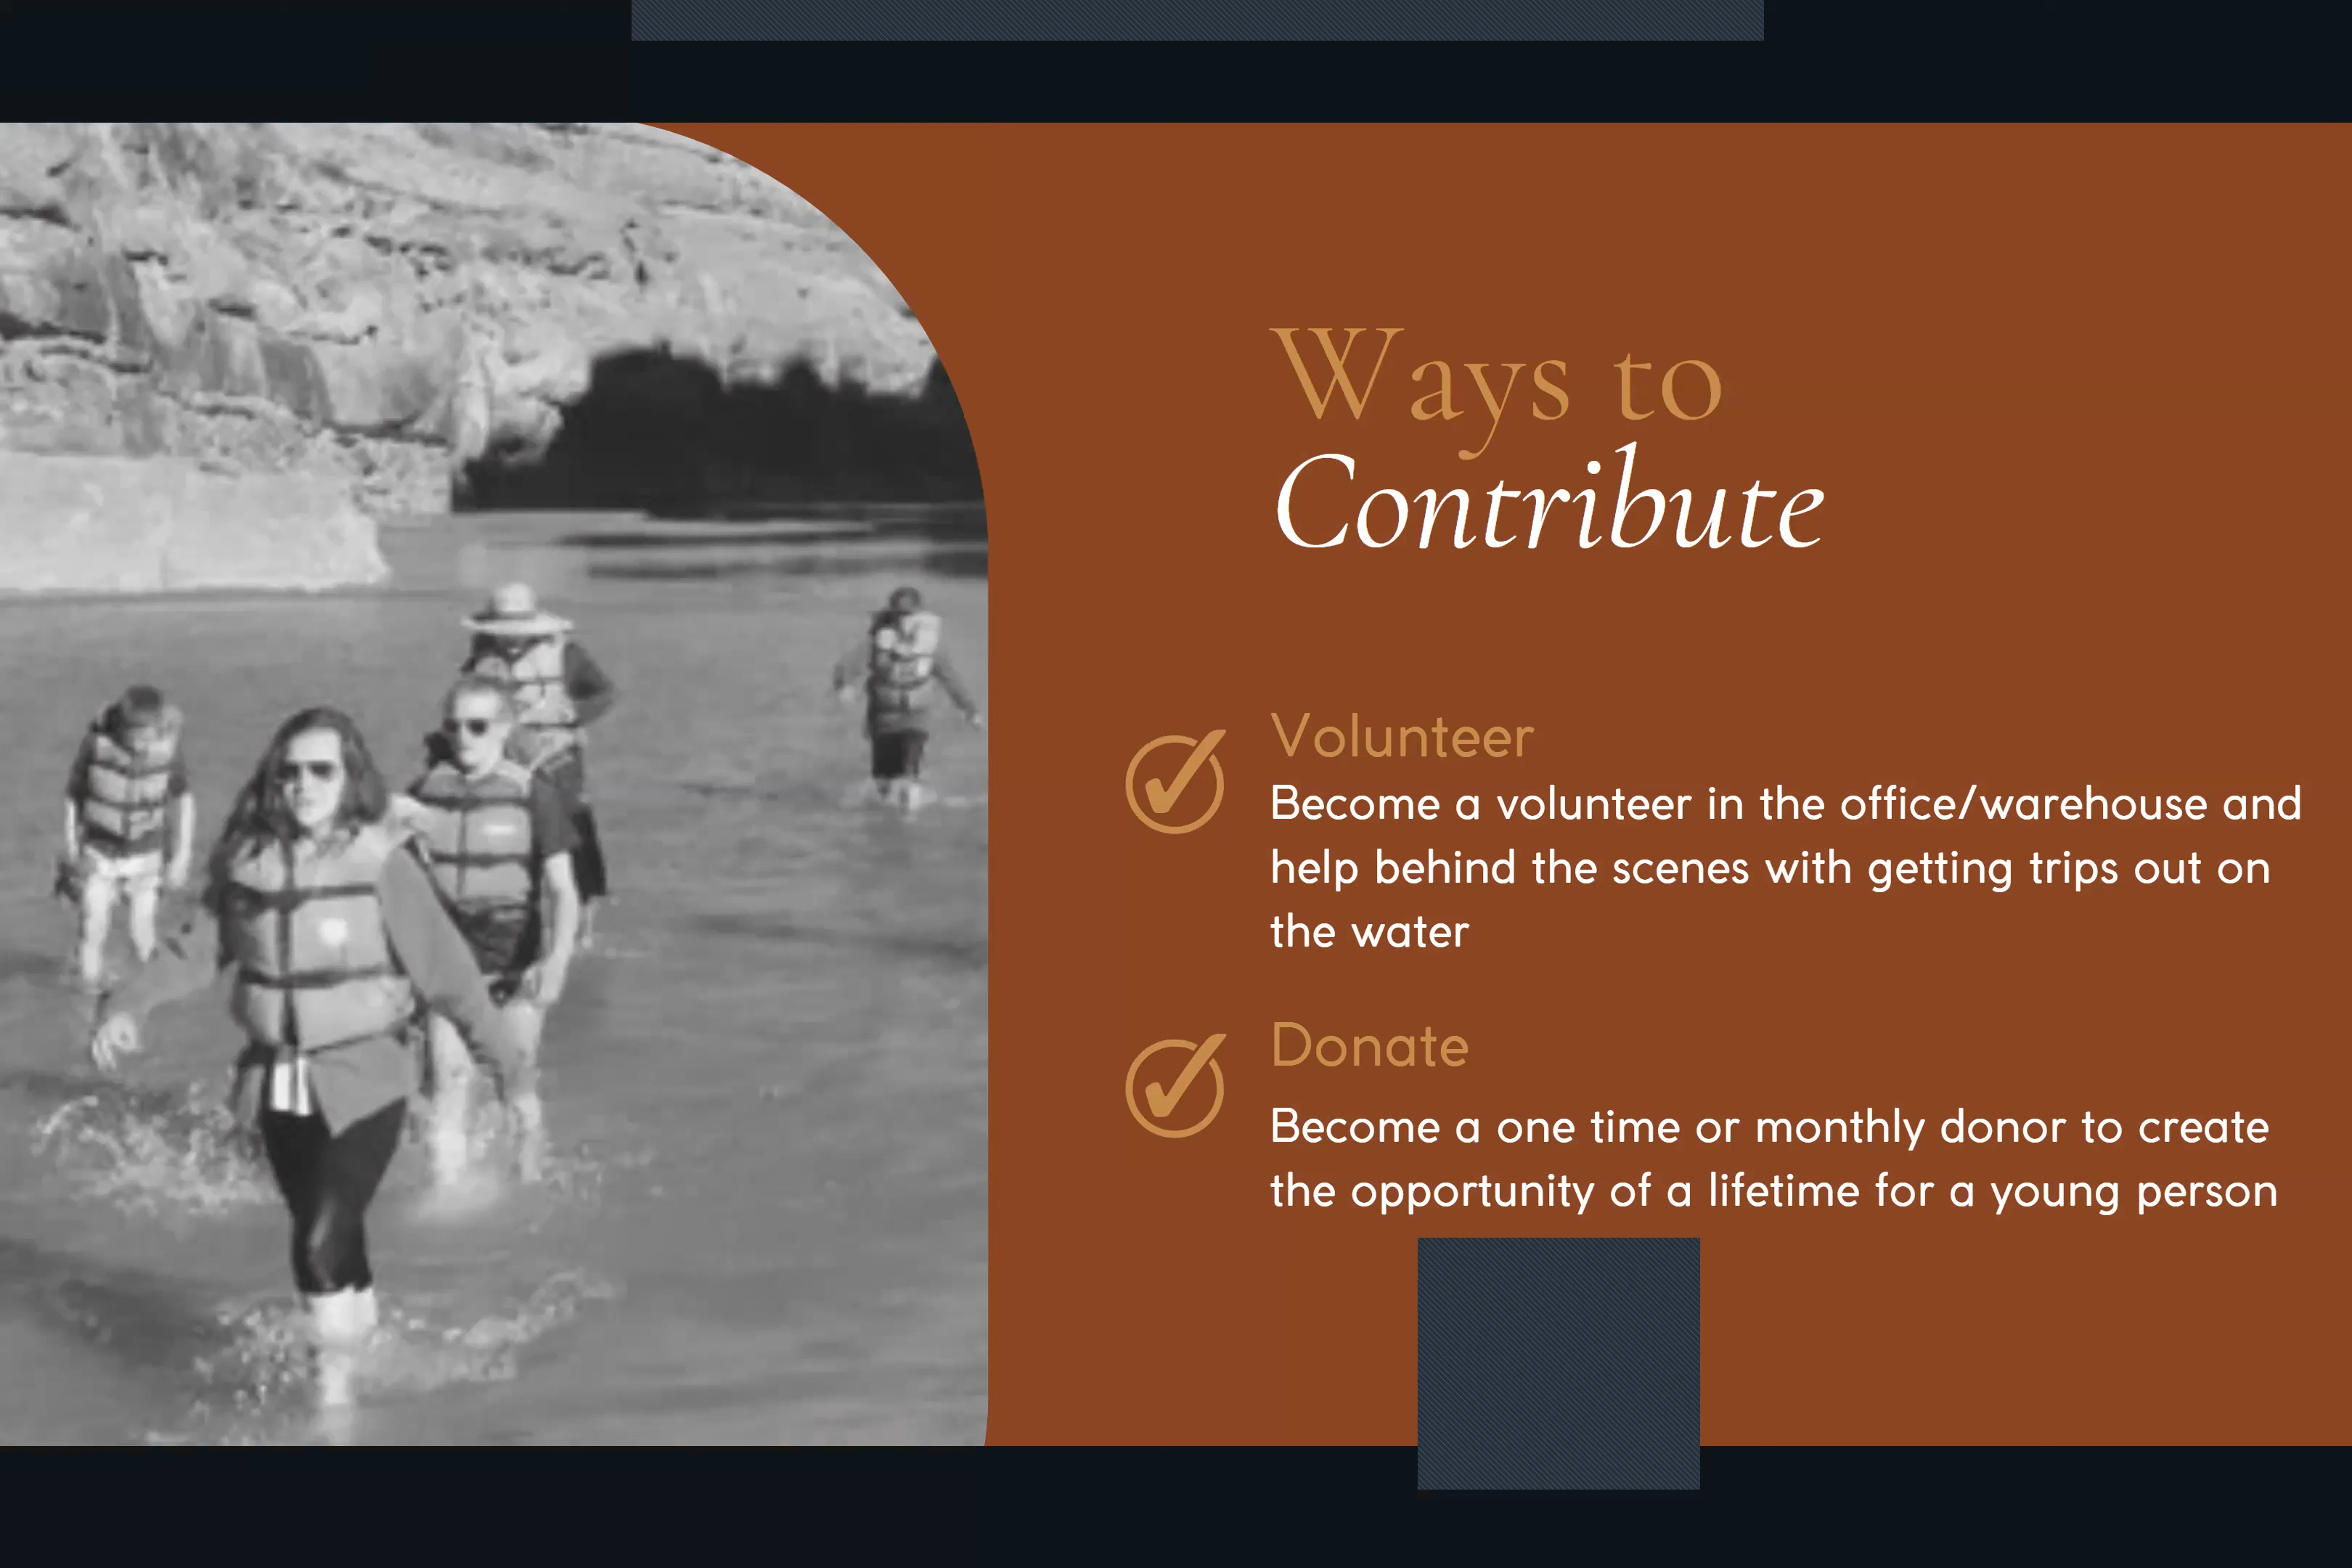 Ways to
Contribute
Volunteer
Become a volunteer in the office/warehouse and
help behind the scenes with getting trips out on
the water
Donate
Become a one time or monthly donor to create
the opportunity of a lifetime for a young person